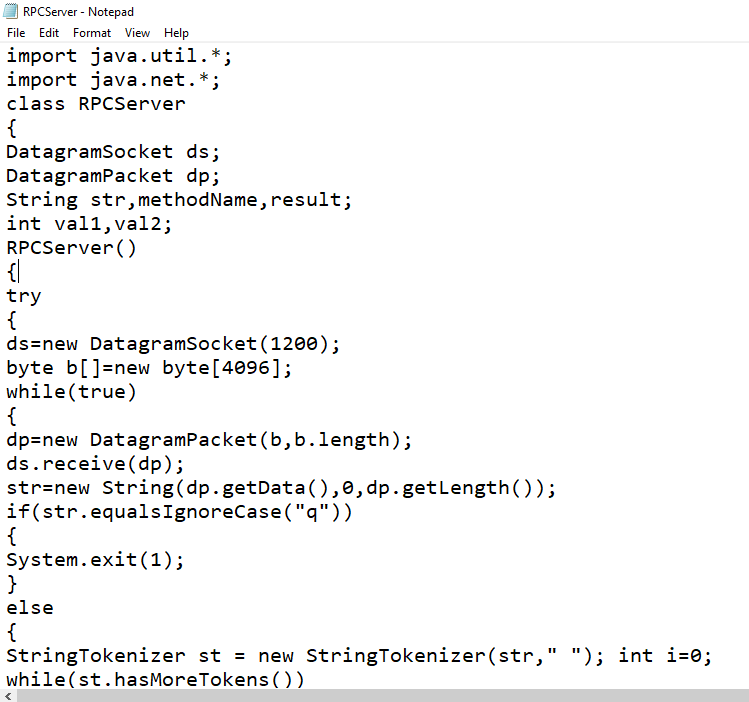 RPCServer - Notepad
File Edit Format View Help
import java.util.*;
import java.net.*;
class RPCServer
{
DatagramSocket ds;
DatagramPacket dp;
String str,methodName,result;
int val1,val2;
RPCServer()
{
try
{
ds=new DatagramSocket(1200);
byte b[]=new byte[4096];
while(true)
{
dp=new DatagramPacket(b,b.length);
ds.receive(dp);
str=new String(dp.getData(),0,dp.getLength());
if(str.equalsIgnoreCase("q"))
{
System.exit(1);
}
else
{
StringTokenizer st = new StringTokenizer(str," "); int i=0;
while(st.hasMoreTokens())